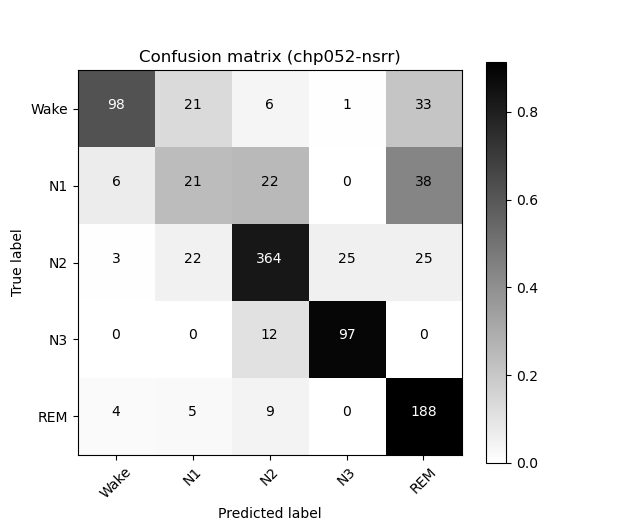 Confusion matrix (chp052-nsrr)
True label
Wake 98 21 6 1 33
N1 6 21 22 0 38
N2 3 22 364 25 25
N3 0 0 12 97 0
REM 4 5 9 0 188
Wake N1 N2 N3 REM
Predicted label
0.8
0.6
0.4
0.2
0.0